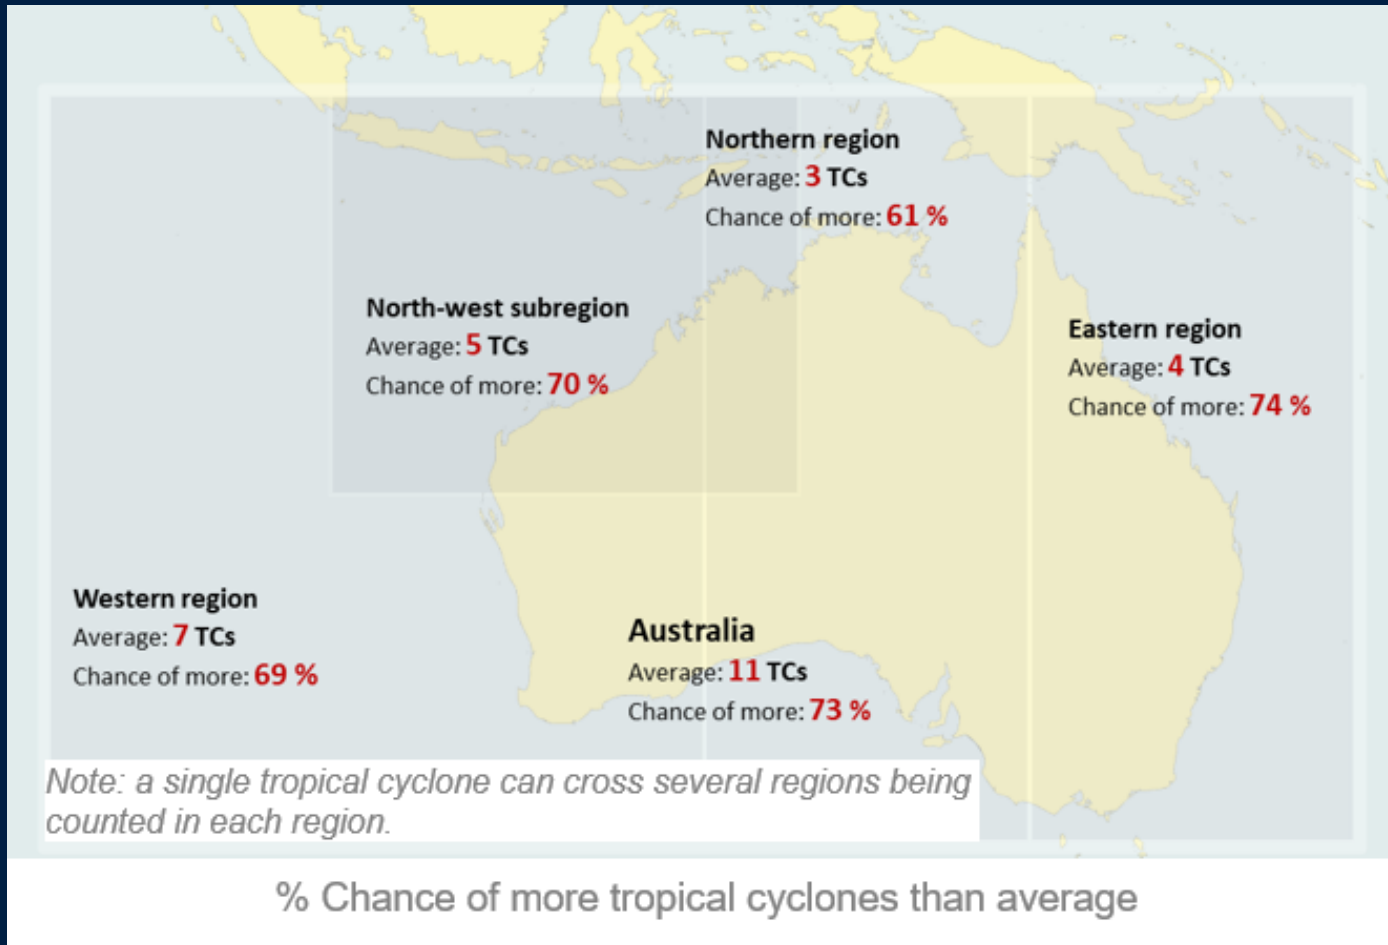 Northern region
Average: 3 TCs
Chance of more: 61 %
North-west subregion
Average: 5 TCs
Chance of more: 70 %
Eastern region
Average: 4 TCs
Chance of more: 74 %
Western region
Average: 7 TCs
Chance of more: 69 %
Australia
Average: 11 TCs
Chance of more: 73 %
Note: a single tropical cyclone can cross several regions being
counted in each region.
% Chance of more tropical cyclones than average